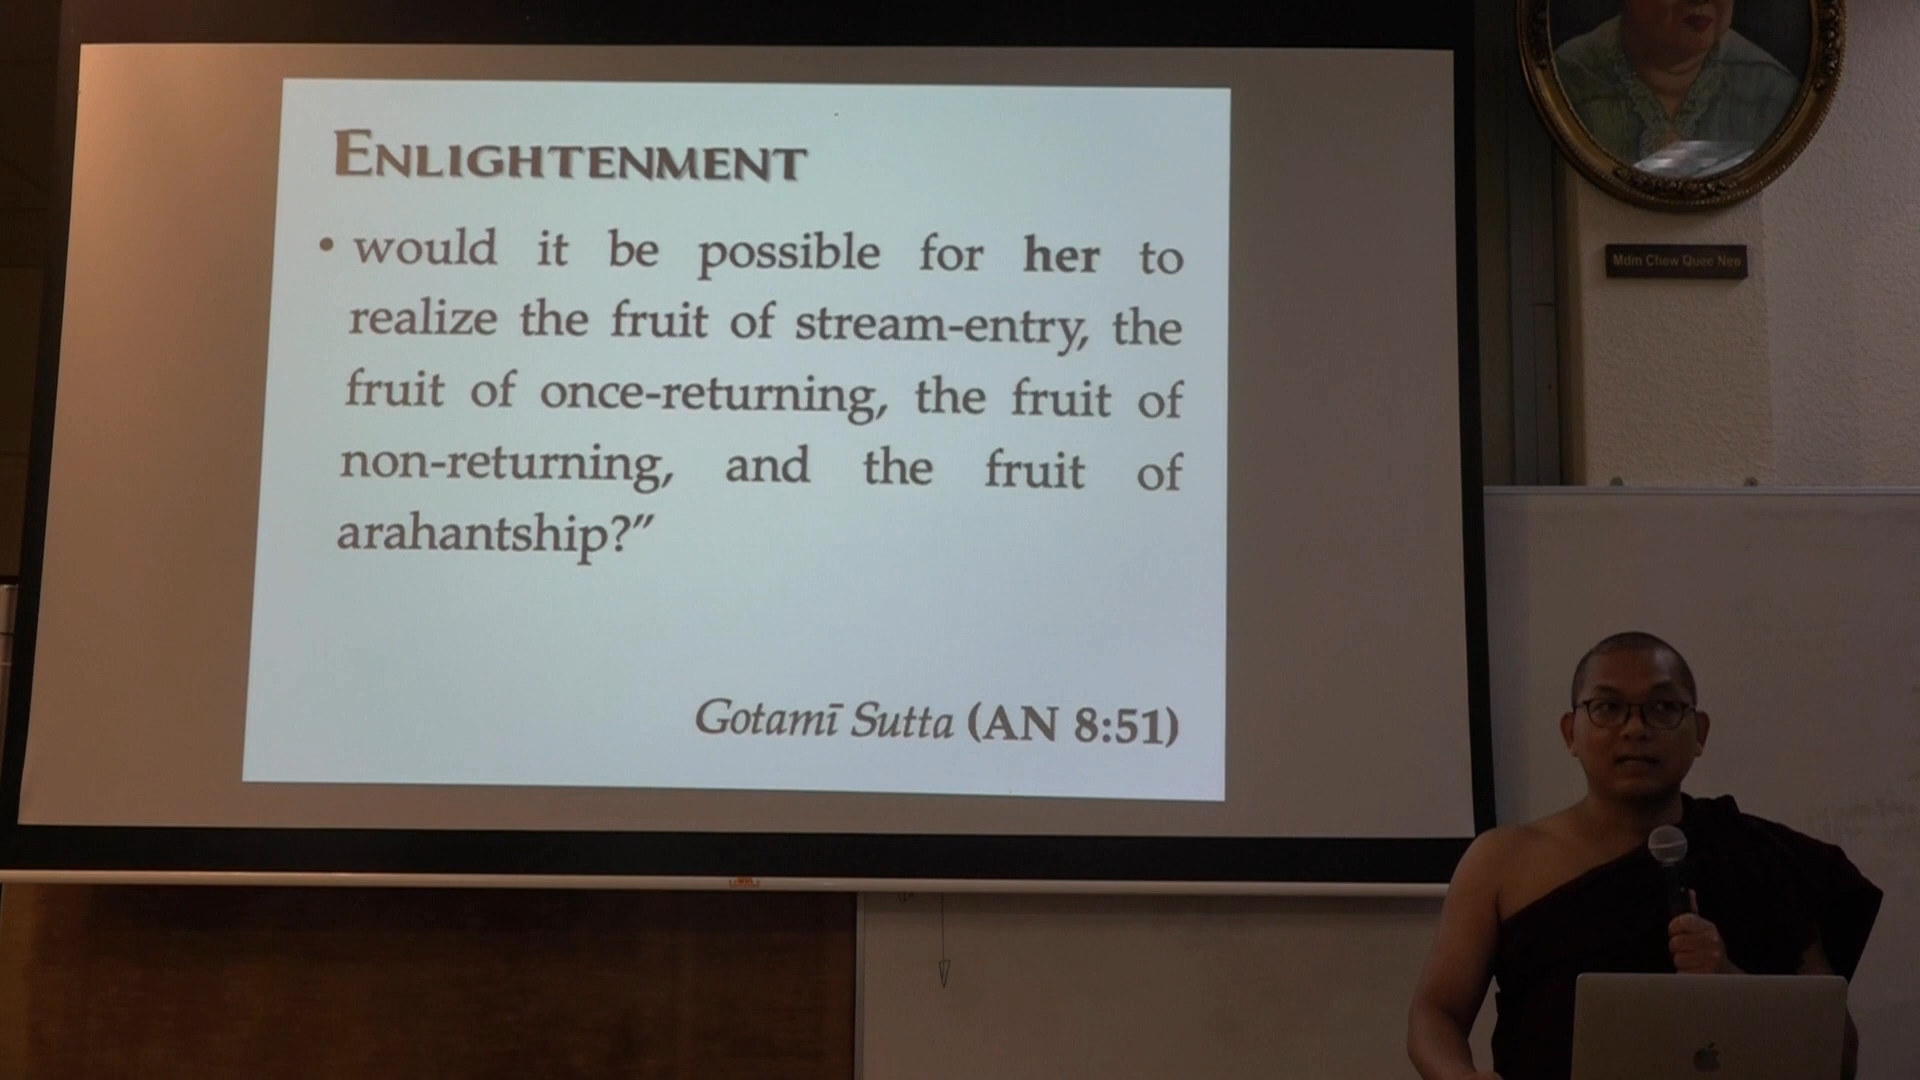 ENLIGHTENMENT
• would it be possible for her to
realize the fruit of stream-entry, the
fruit of once-returning, the fruit of
non-returning, and the fruit of
arahantship?”
Gotamī Sutta (AN 8:51)
Mdm Chew Quee Neo